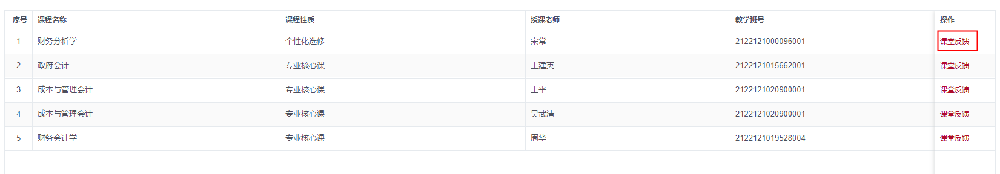 序号 课程名称 课程性质 授课老师 教学班号 操作
1 财务分析学 个性化选修 宋常 2122121000096001 课堂反馈
2 政府会计 专业核心课 王建英 2122121015662001 课堂反馈
3 成本与管理会计 专业核心课 王平 2122121020900001 课堂反馈
4 成本与管理会计 专业核心课 吴武清 2122121020900001 课堂反馈
5 财务会计学 专业核心课 周华 2122121019528004 课堂反馈